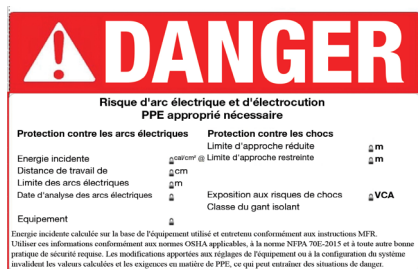 DANGER
Risque d'arc électrique et d'électrocution
PPE approprié nécessaire
Protection contre les arcs électriques
Protection contre les chocs
Limite d'approche réduite m
Energie incidente cal/cm² @ Limite d'approche restreinte m
Distance de travail de cm
Limite des arcs électriques m
Date d'analyse des arcs électriques
Exposition aux risques de chocs VCA
Classe du gant isolant
Equipement
Energie incidente calculée sur la base de l'équipement utilisé et entretenu conformément aux instructions MFR.
Utiliser ces informations conformément aux normes OSHA applicables, à la norme NFPA 70E-2015 et à toute autre bonne
pratique de sécurité requise. Les modifications apportées aux réglages de l'équipement ou à la configuration du système
invalident les valeurs calculées et les exigences en matière de PPE, ce qui peut entraîner des situations de danger.